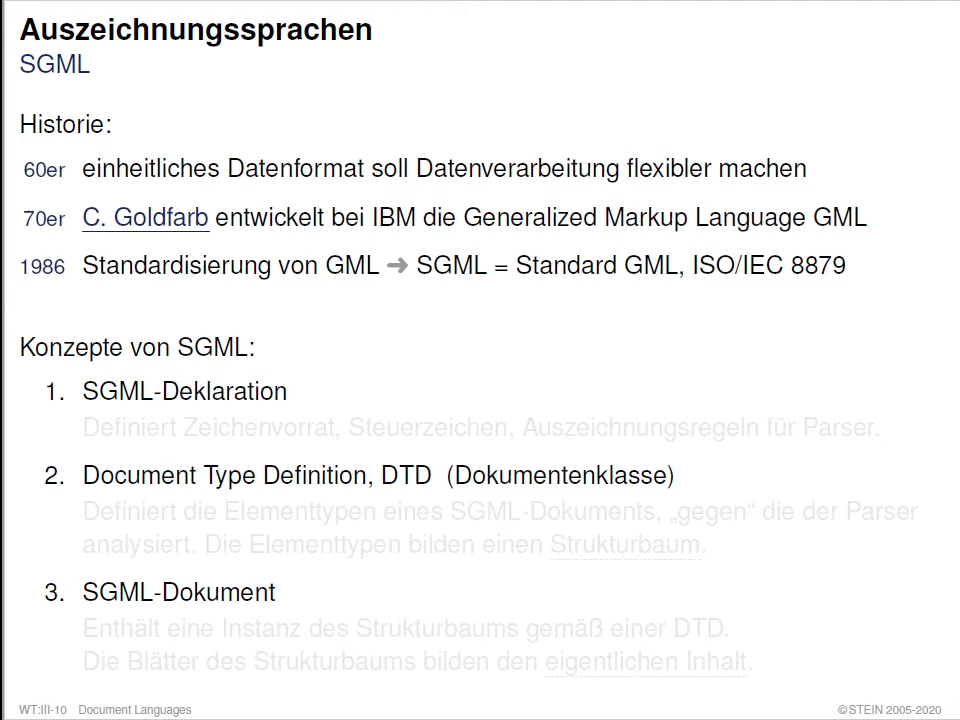 Auszeichnungssprachen
SGML
Historie:
60er einheitliches Datenformat soll Datenverarbeitung flexibler machen
70er C. Goldfarb entwickelt bei IBM die Generalized Markup Language GML
1986 Standardisierung von GML ➜ SGML = Standard GML, ISO/IEC 8879
Konzepte von SGML:
1. SGML-Deklaration
Definiert Zeichenvorrat, Steuerzeichen, Auszeichnungsregeln für Parser.
2. Document Type Definition, DTD (Dokumentenklasse)
Definiert die Elementtypen eines SGML-Dokuments, „gegen“ die der Parser
analysiert. Die Elementtypen bilden einen Strukturbaum.
3. SGML-Dokument
Enthält eine Instanz des Strukturbaums gemäß einer DTD.
Die Blätter des Strukturbaums bilden den eigentlichen Inhalt.
WT:III-10 Document Languages ©STEIN 2005-2020